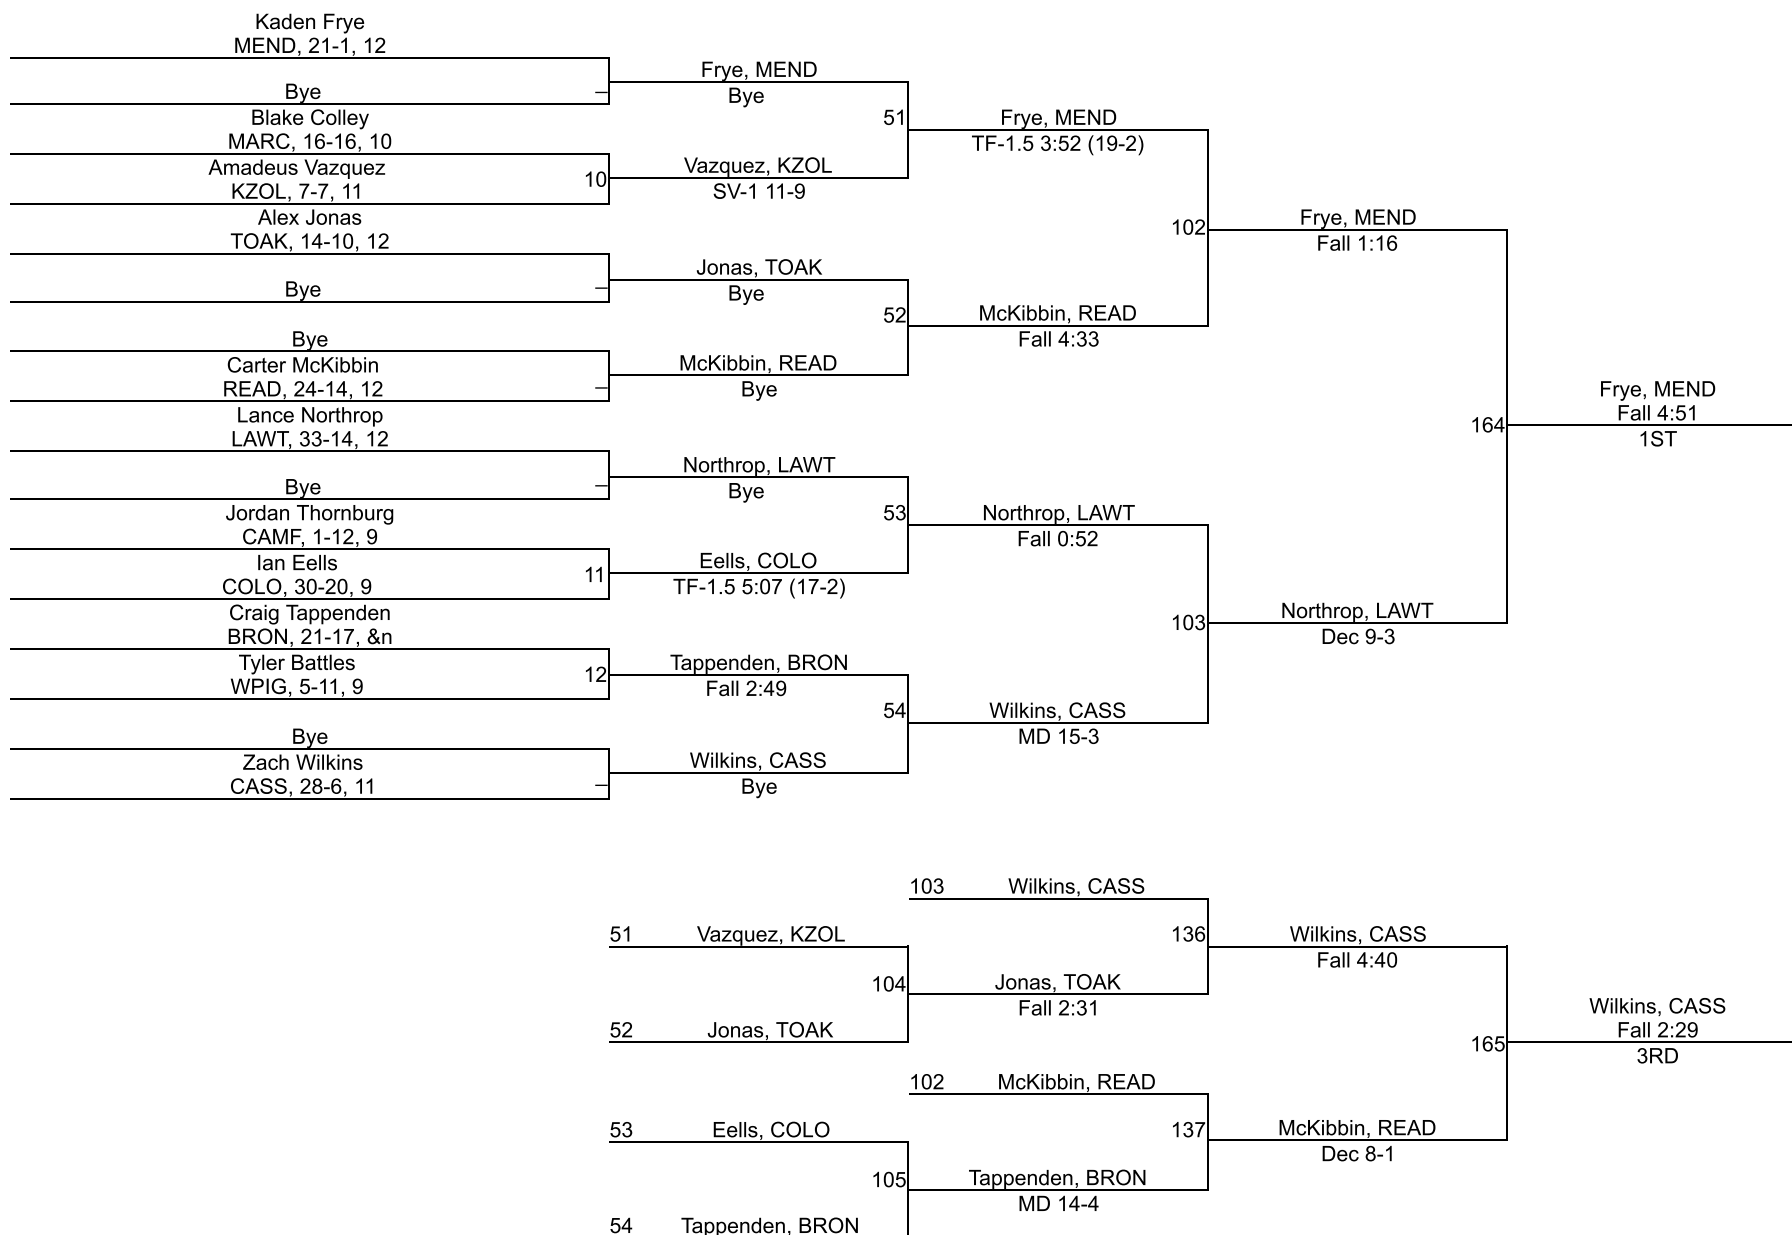 Kaden Frye
MEND, 21-1, 12
Bye
–
Frye, MEND
Bye
Blake Colley
MARC, 16-16, 10
Amadeus Vazquez
KZOL, 7-7, 11
10
Vazquez, KZOL
SV-1 11-9
51
Frye, MEND
TF-1.5 3:52 (19-2)
Alex Jonas
TOAK, 14-10, 12
Bye
–
Jonas, TOAK
Bye
Bye
Carter McKibbin
READ, 24-14, 12
–
McKibbin, READ
Bye
52
McKibbin, READ
Fall 4:33
102
Frye, MEND
Fall 1:16
Lance Northrop
LAWT, 33-14, 12
Bye
–
Northrop, LAWT
Bye
Jordan Thornburg
CAMF, 1-12, 9
Ian Eells
COLO, 30-20, 9
11
Eells, COLO
TF-1.5 5:07 (17-2)
53
Northrop, LAWT
Fall 0:52
Craig Tappenden
BRON, 21-17, &n
Tyler Battles
WPIG, 5-11, 9
12
Tappenden, BRON
Fall 2:49
Bye
Zach Wilkins
CASS, 28-6, 11
–
Wilkins, CASS
Bye
54
Wilkins, CASS
MD 15-3
103
Northrop, LAWT
Dec 9-3
164
Frye, MEND
Fall 4:51
1ST
103 Wilkins, CASS
51 Vazquez, KZOL
104
52 Jonas, TOAK
Jonas, TOAK
Fall 2:31
136
Wilkins, CASS
Fall 4:40
102 McKibbin, READ
53 Eells, COLO
105
54 Tappenden, BRON
Tappenden, BRON
MD 14-4
137
McKibbin, READ
Dec 8-1
165
Wilkins, CASS
Fall 2:29
3RD